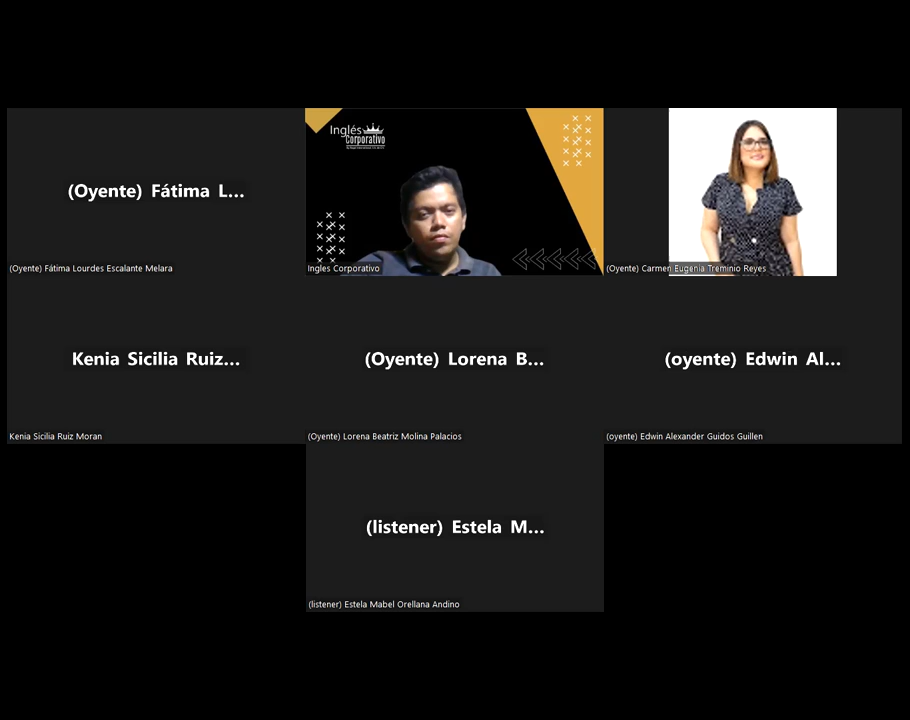 (Oyente) Fátima L...
(Oyente) Fátima Lourdes Escalante Melara
Inglés
Corporativo
Ingles Corporativo
(Oyente) Carmen Eugenia Treminio Reyes
Kenia Sicilia Ruiz...
Kenia Sicilia Ruiz Moran
(Oyente) Lorena B...
(Oyente) Lorena Beatriz Molina Palacios
(oyente) Edwin Al...
(oyente) Edwin Alexander Guidos Guillen
(listener) Estela M...
(listener) Estela Mabel Orellana Andino